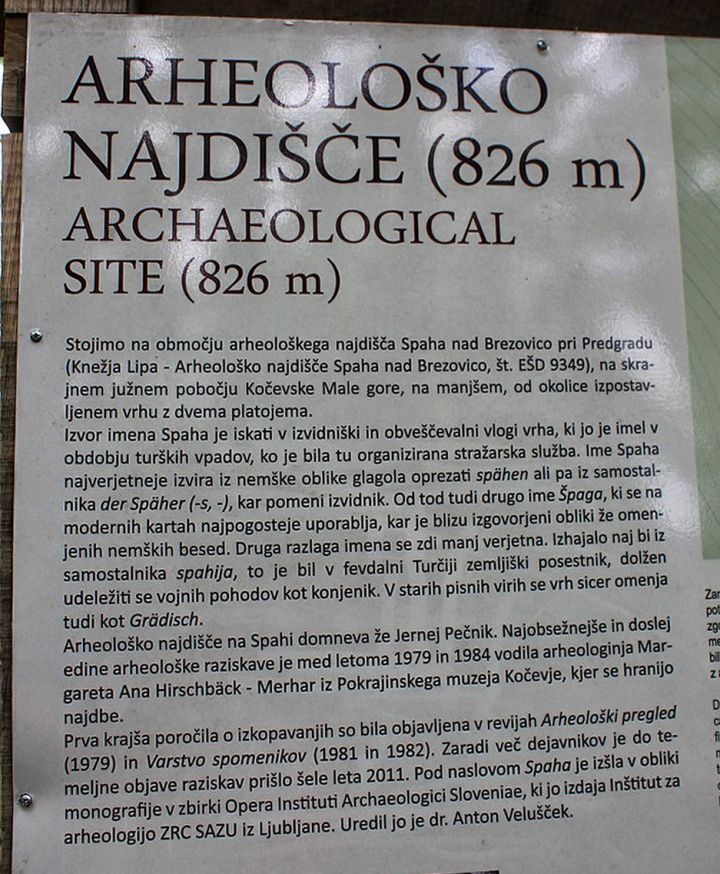 ARHEOLOŠKO
NAJDIŠČE (826 m)
ARCHAEOLOGICAL
SITE (826 m)
Stojimo na območju arheološkega najdišča Spaha nad Brezovico pri Predgradu
(Knežja Lipa - Arheološko najdišče Spaha nad Brezovico, št. EŠD 9349), na skra-
jnem južnem pobočju Kočevske Male gore, na manjšem, od okolice izpostav-
ljenem vrhu z dvema platojema.
Izvor imena Spaha je iskati v izvidniški in obveščevalni vlogi vrha, ki jo je imel v
obdobju turških vpadov, ko je bila tu organizirana stražarska služba. Ime Spaha
najverjetneje izvira iz nemške oblike glagola oprezati spähen ali pa iz samostal-
nika der Späher (-s, -), kar pomeni izvidnik. Od tod tudi drugo ime Špaga, ki se na
modernih kartah najpogosteje uporablja, kar je blizu izgovorjeni obliki že omen-
jenih nemških besed. Druga razlaga imena se zdi manj verjetna. Izhajalo naj bi iz
samostalnika spahija, to je bil v fevdalni Turčiji zemljiški posestnik, dolžen
udeležiti se vojnih pohodov kot konjenik. V starih pisnih virih se vrh sicer omenja
tudi kot Grädisch.
Arheološko najdišče na Spahi domneva že Jernej Pečnik. Najobsežnejše in doslej
edine arheološke raziskave je med letoma 1979 in 1984 vodila arheologinja Mar-
gareta Ana Hirschbäck - Merhar iz Pokrajinskega muzeja Kočevje, kjer se hranijo
najdbe.
Prva krajša poročila o izkopavanjih so bila objavljena v revijah Arheološki pregled
(1979) in Varstvo spomenikov (1981 in 1982). Zaradi več dejavnikov je do te-
meljne objave raziskav prišlo šele leta 2011. Pod naslovom Spaha je izšla v obliki
monografije v zbirki Opera Instituti Archaeologici Sloveniae, ki jo izdaja Inštitut za
arheologijo ZRC SAZU iz Ljubljane. Uredil jo je dr. Anton Velušček.